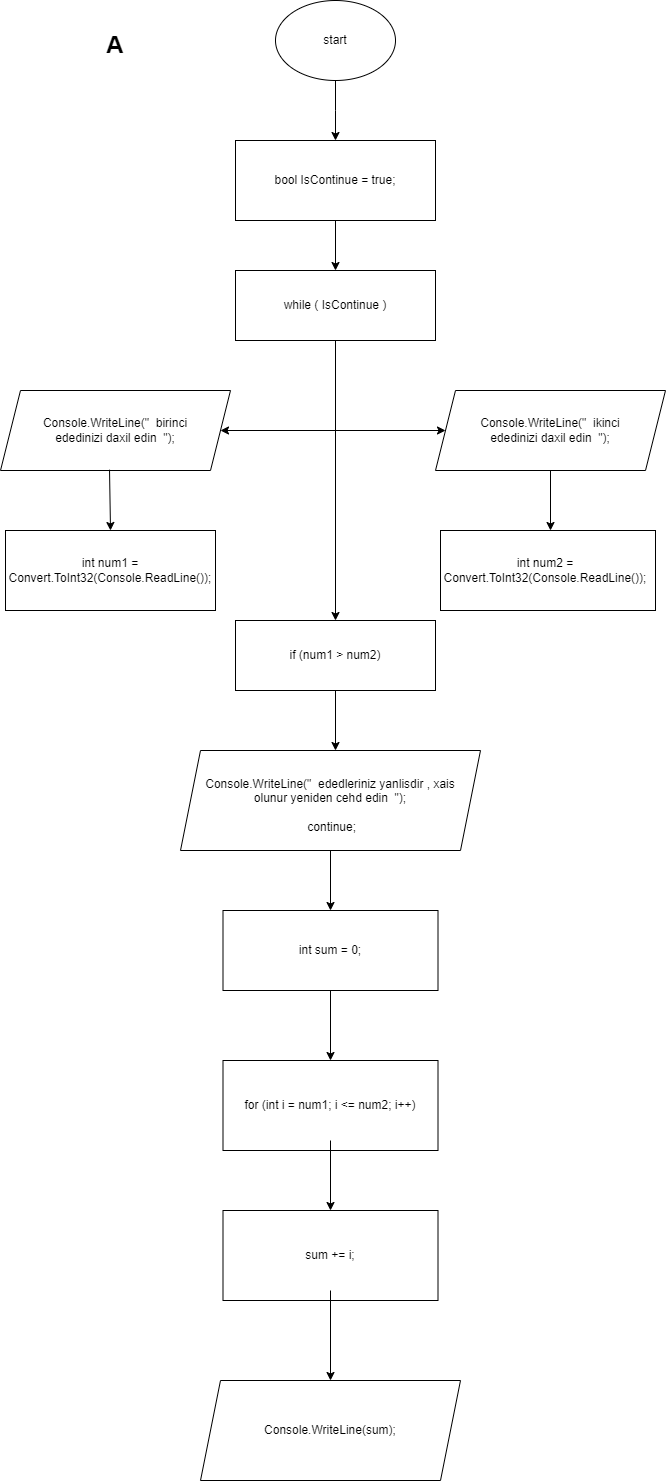 A
start
bool IsContinue = true;
while ( IsContinue )
Console.WriteLine("  birinci
ededinizi daxil edin  ");
Console.WriteLine("  ikinci
ededinizi daxil edin  ");
int num1 =
Convert.ToInt32(Console.ReadLine());
int num2 =
Convert.ToInt32(Console.ReadLine());
if (num1 > num2)
Console.WriteLine("  ededleriniz yanlisdir , xais
olunur yeniden cehd edin  ");
continue;
int sum = 0;
for (int i = num1; i <= num2; i++)
sum += i;
Console.WriteLine(sum);